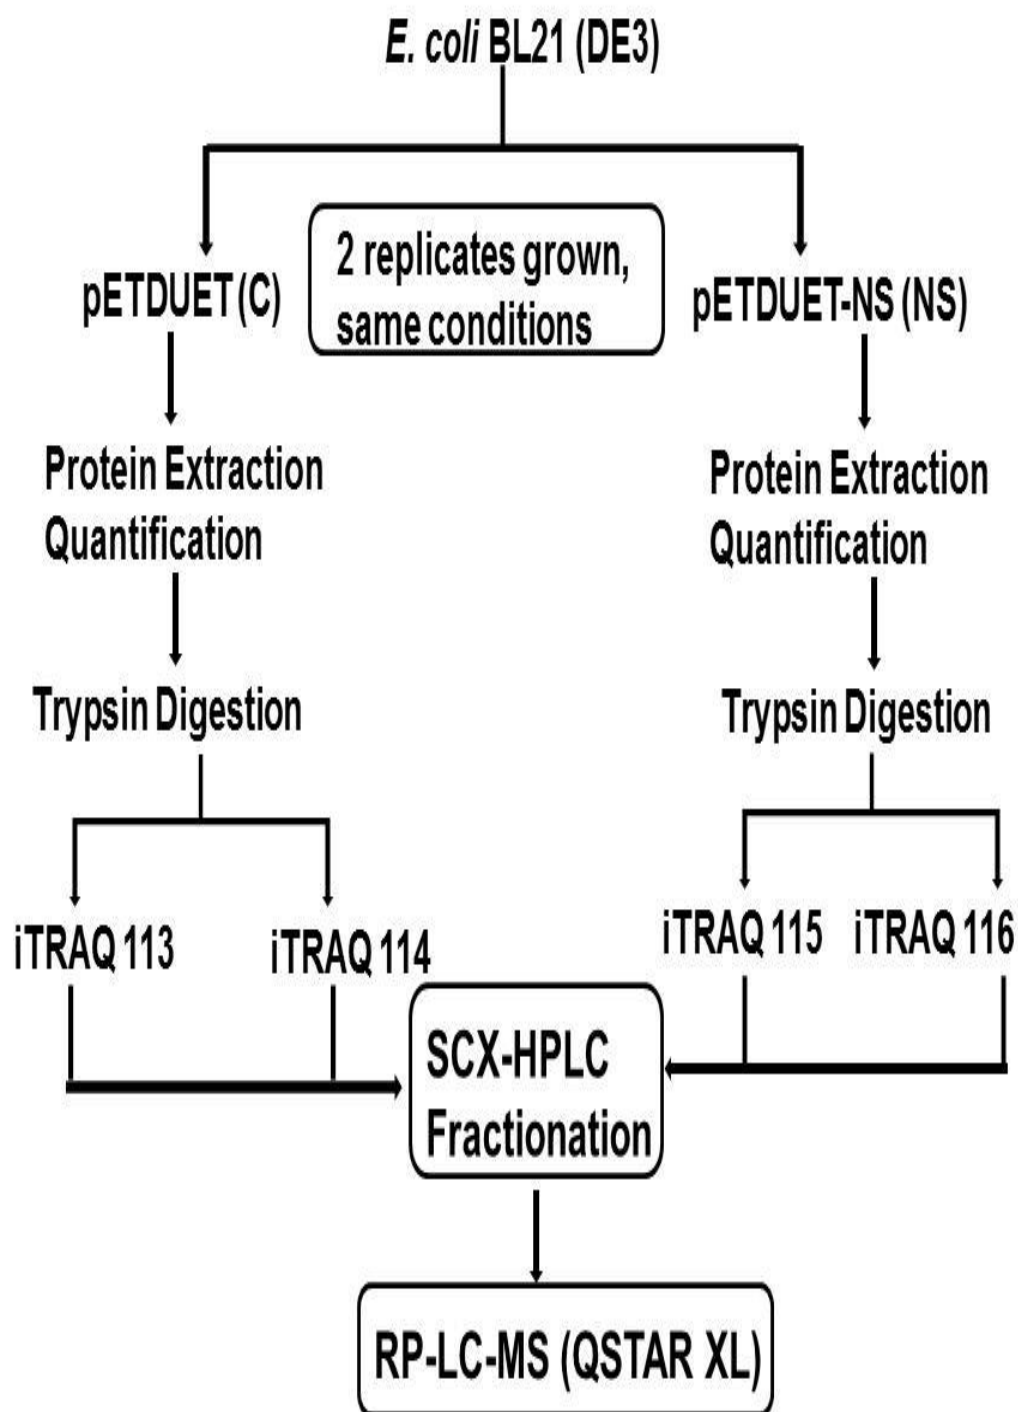 E. coli BL21 (DE3)
2 replicates grown,
same conditions
pETDUET (C)
pETDUET-NS (NS)
Protein Extraction
Quantification
Protein Extraction
Quantification
Trypsin Digestion
Trypsin Digestion
iTRAQ 113
iTRAQ 114
iTRAQ 115
iTRAQ 116
SCX-HPLC
Fractionation
RP-LC-MS (QSTAR XL)